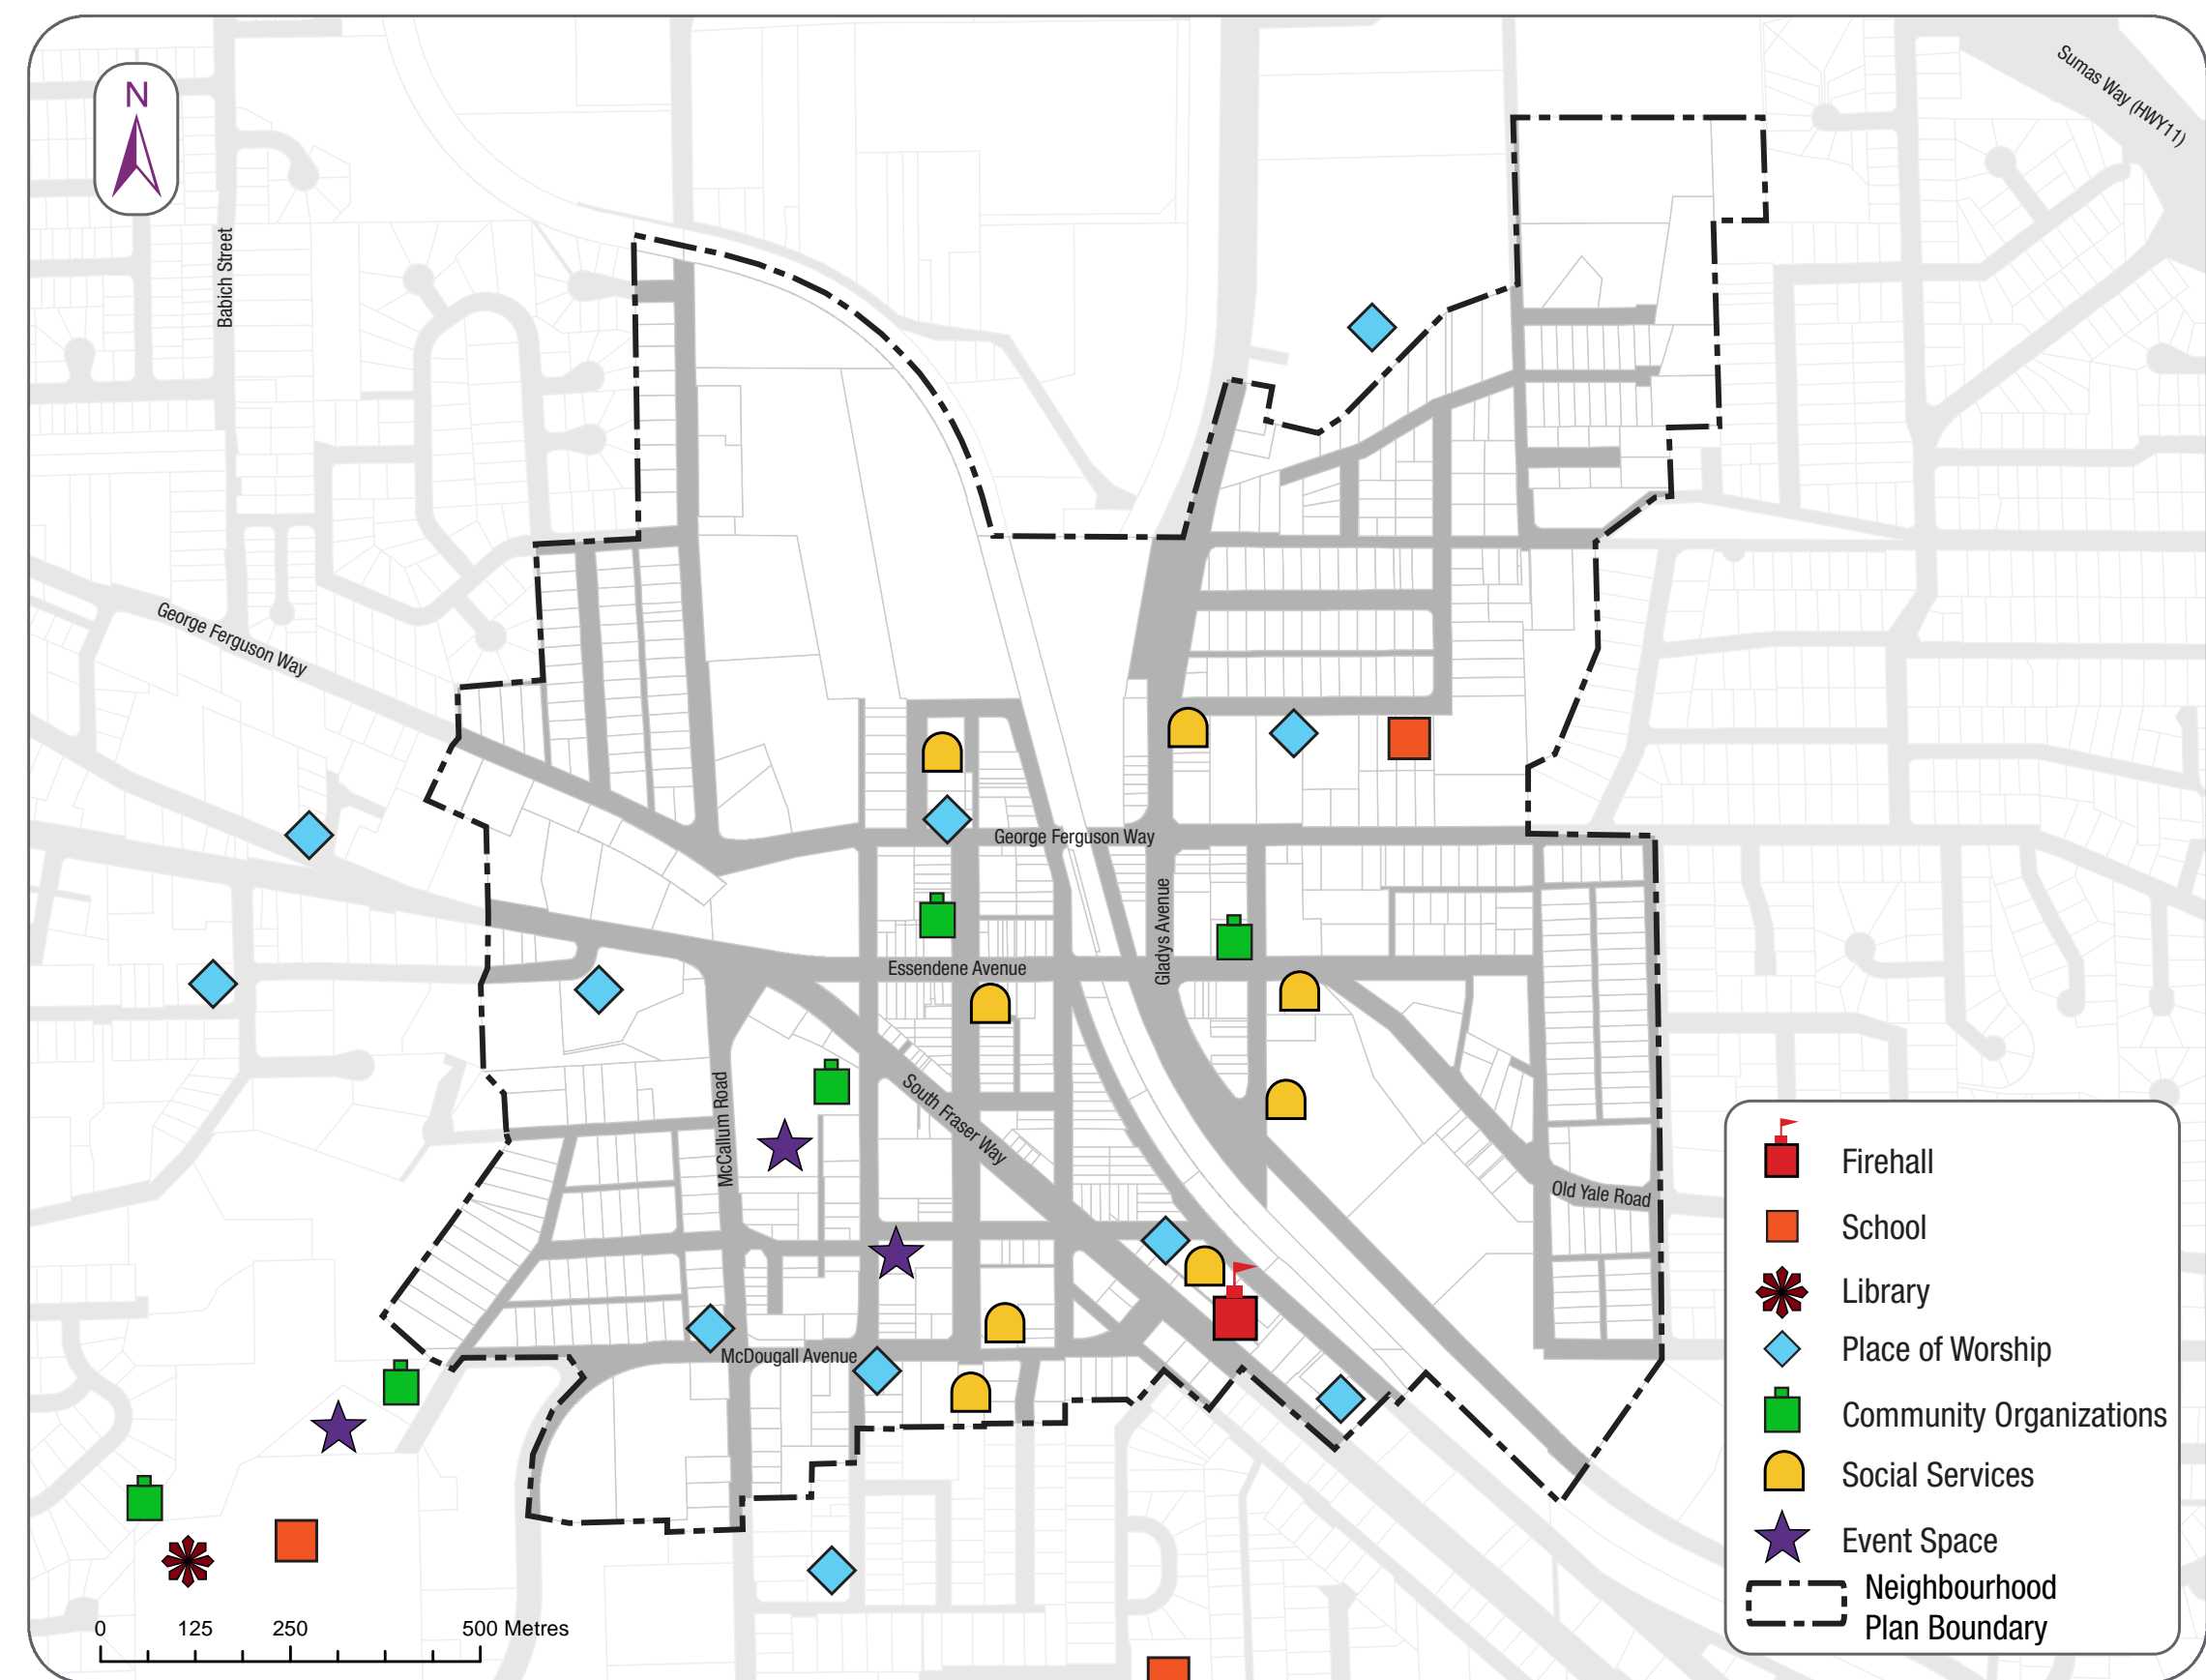 N
Sumas Way (HWY11)
Babich Street
George Ferguson Way
George Ferguson Way
Gladys Avenue
Essendene Avenue
South Fraser Way
McCallum Road
Old Yale Road
McDougall Avenue
Firehall
School
Library
Place of Worship
Community Organizations
Social Services
Event Space
Neighbourhood
Plan Boundary
0 125 250 500 Metres